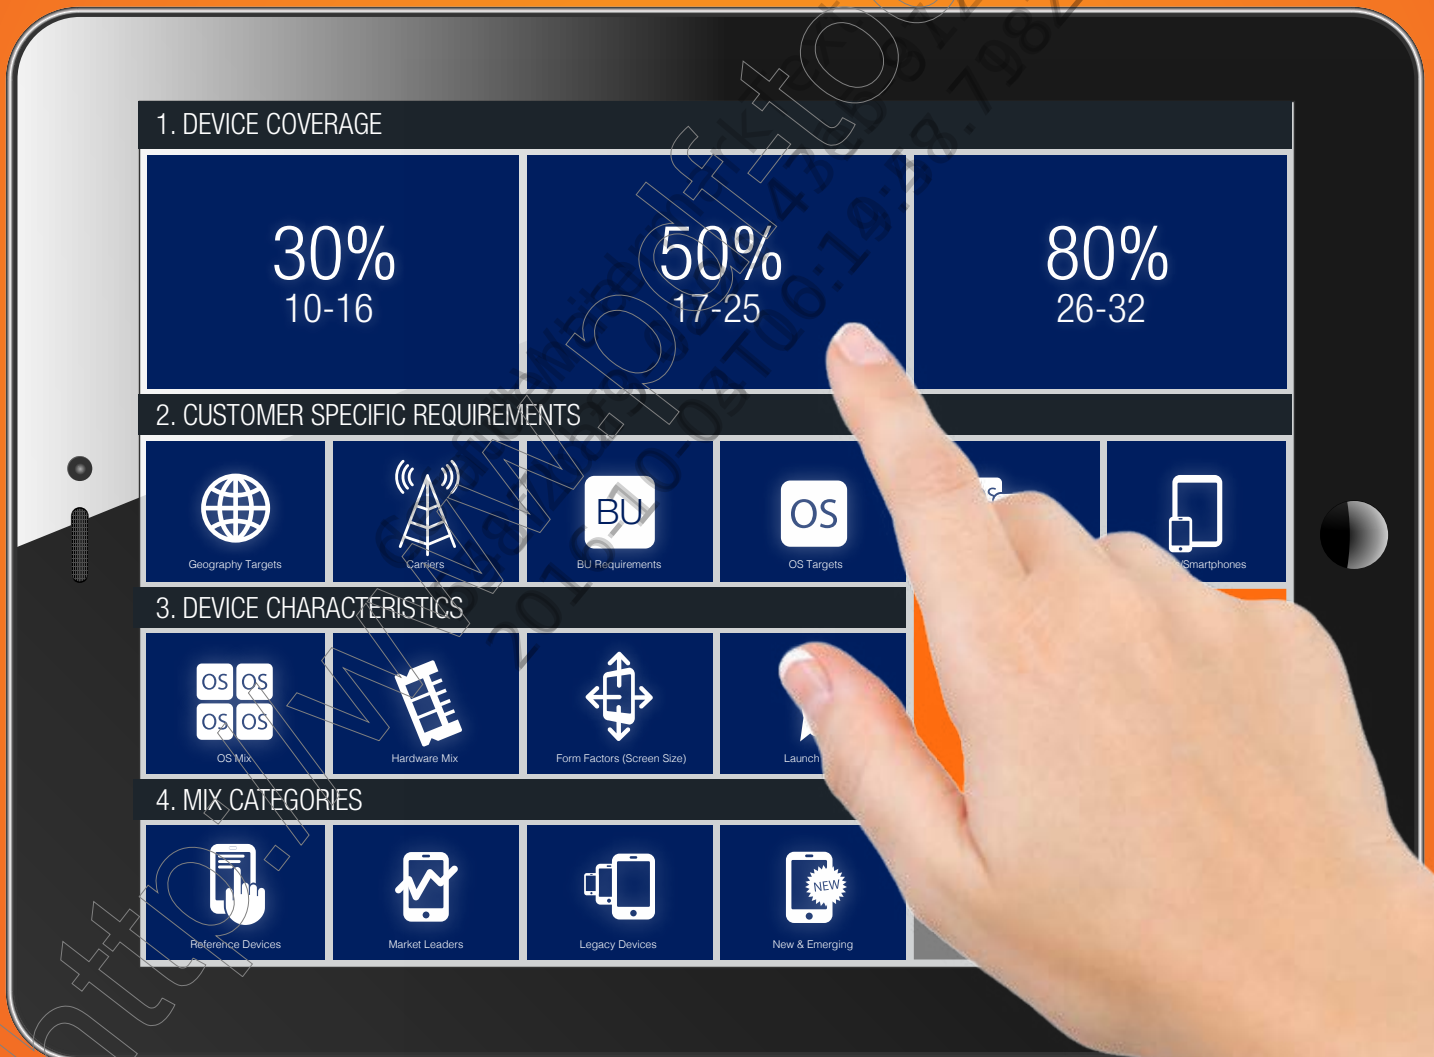 1. DEVICE COVERAGE
30%
10-16
50%
17-25
80%
26-32
2. CUSTOMER SPECIFIC REQUIREMENTS
Geography Targets
Carriers
BU
BU Requirements
OS
OS Targets
OS
/Smartphones
3. DEVICE CHARACTERISTICS
OS OS
OS OS
OS Mix
Hardware Mix
Form Factors (Screen Size)
Launch
4. MIX CATEGORIES
Reference Devices
Market Leaders
Legacy Devices
NEW
New & Emerging